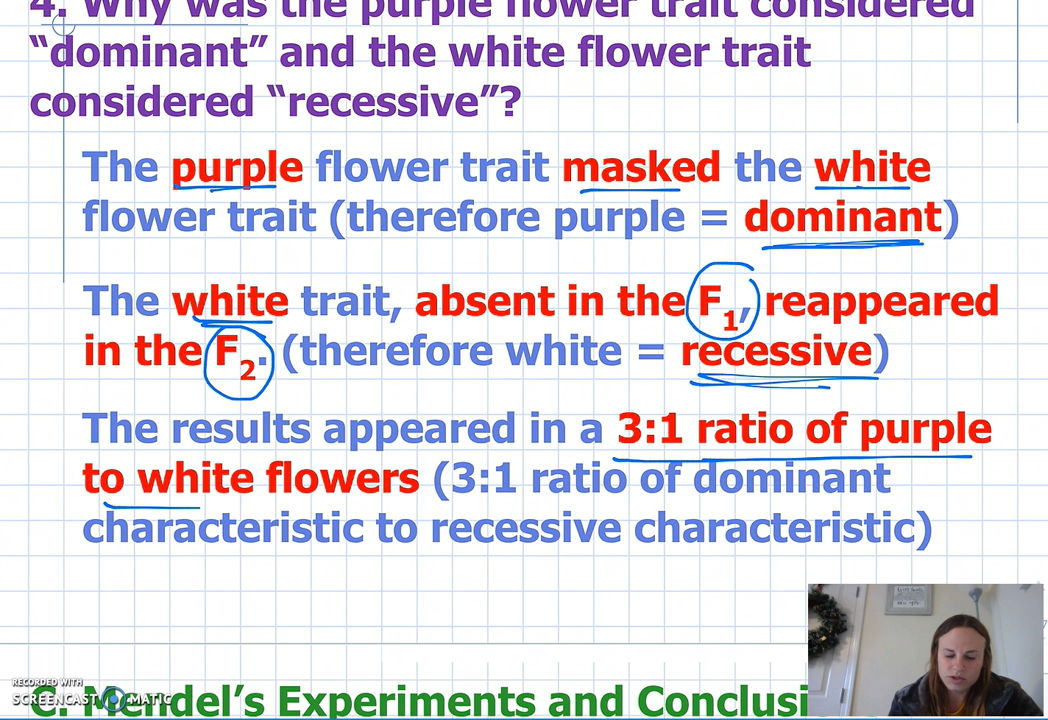 4. Why was the purple flower trait considered
“dominant” and the white flower trait
considered “recessive”?
The purple flower trait masked the white
flower trait (therefore purple = dominant)
The white trait, absent in the F1, reappeared
in the F2. (therefore white = recessive)
The results appeared in a 3:1 ratio of purple
to white flowers (3:1 ratio of dominant
characteristic to recessive characteristic)
RECORDED WITH
SCREENCAST MATIC
C. Mendel’s Experiments and Conclusi